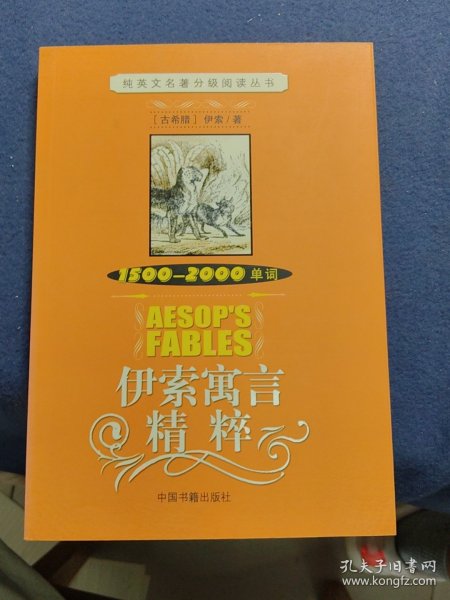 纯英文名著分级阅读丛书
[古希腊] 伊索/著
1500-2000单词
AESOP'S
FABLES
伊索寓言
精粹
中国书籍出版社
孔夫子旧书网
www.kongfz.com